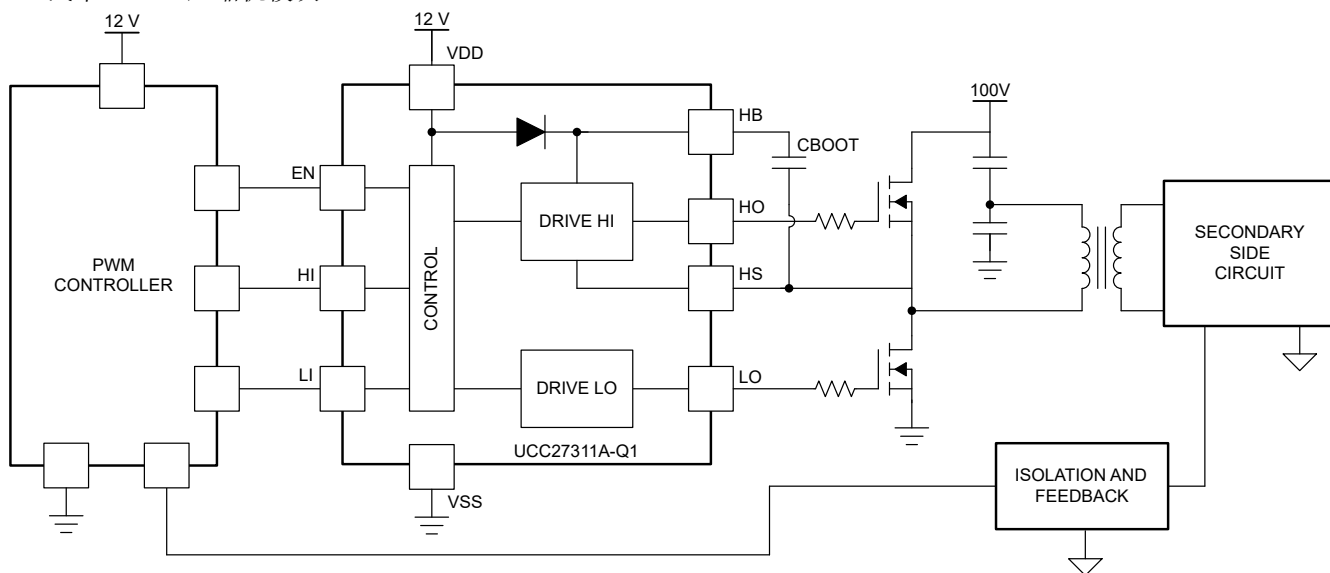 12 V
12 V
VDD
100V
HB
CBOOT
EN
DRIVE HI
HO
SECONDARY
SIDE
CIRCUIT
PWM
CONTROLLER
HI
CONTROL
HS
LI
DRIVE LO
LO
UCC27311A-Q1
VSS
ISOLATION AND
FEEDBACK